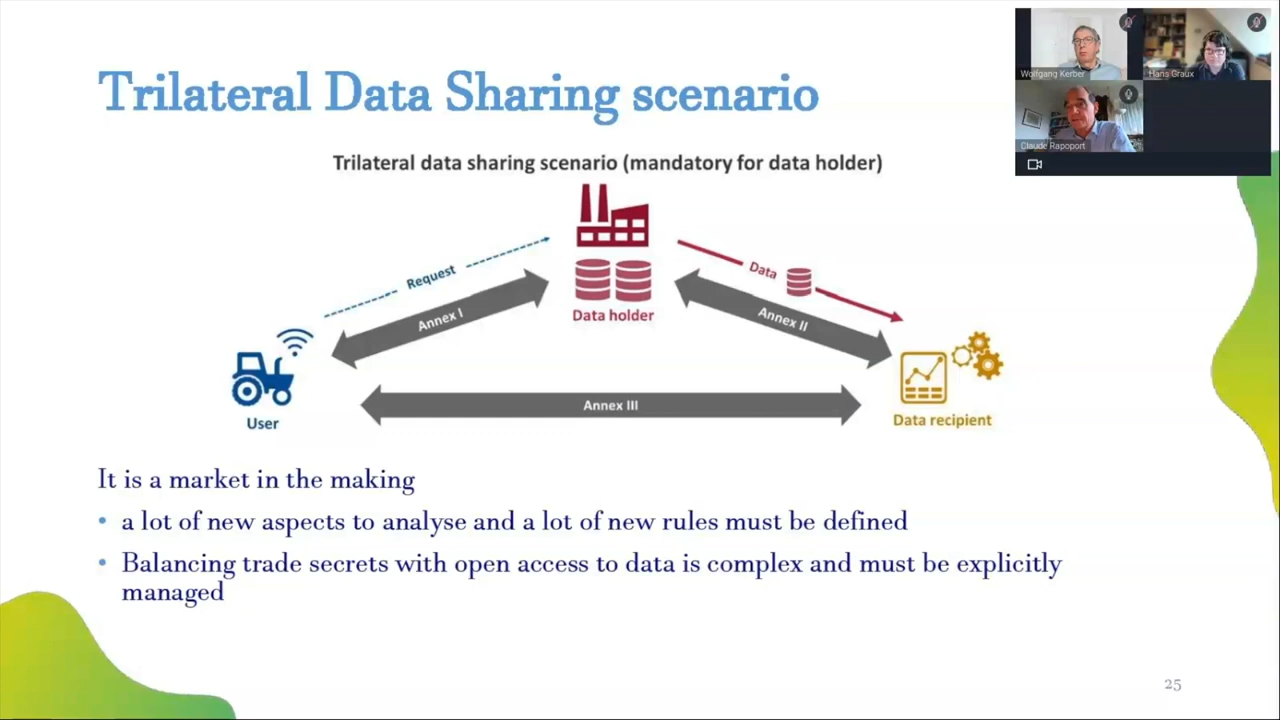 Trilateral Data Sharing scenario
Trilateral data sharing scenario (mandatory for data holder)
Request
Data
Annex I
Data holder
Annex II
Annex III
User
Data recipient
It is a market in the making
• a lot of new aspects to analyse and a lot of new rules must be defined
• Balancing trade secrets with open access to data is complex and must be explicitly
managed
25
Wolfgang Kerber
Hans Graux
Claude Rapoport